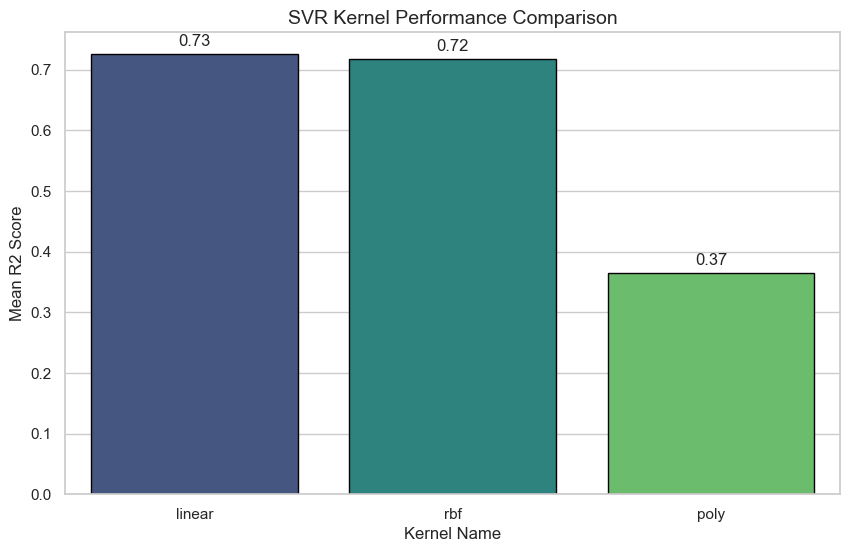 SVR Kernel Performance Comparison
0.73
0.72
0.37
0.7
0.6
0.5
0.4
0.3
0.2
0.1
0.0
Mean R2 Score
linear
rbf
poly
Kernel Name